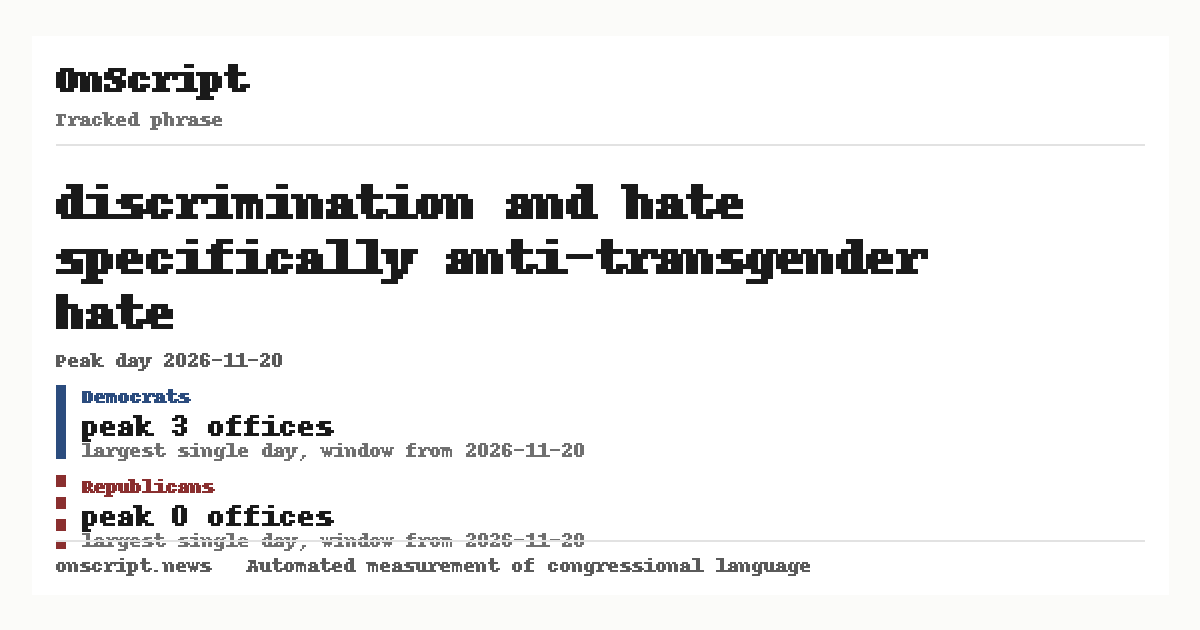 OnScript
Tracked phrase
discrimination and hate
specifically anti-transgender
hate
Peak day 2026-11-20
Democrats
peak 3 offices
largest single day, window from 2026-11-20
Republicans
peak 0 offices
largest single day, window from 2026-11-20
onscript.news Automated measurement of congressional language